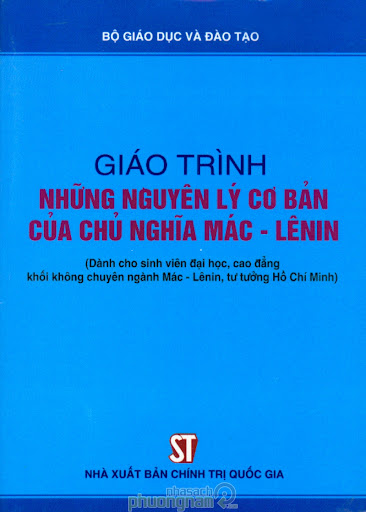 BỘ GIÁO DỤC VÀ ĐÀO TẠO
GIÁO TRÌNH
NHỮNG NGUYÊN LÝ CƠ BẢN
CỦA CHỦ NGHĨA MÁC - LÊNIN
(Dành cho sinh viên đại học, cao đẳng
khối không chuyên ngành Mác - Lênin, tư tưởng Hồ Chí Minh)
ST
NHÀ XUẤT BẢN CHÍNH TRỊ QUỐC GIA
nhasach
phuongnam